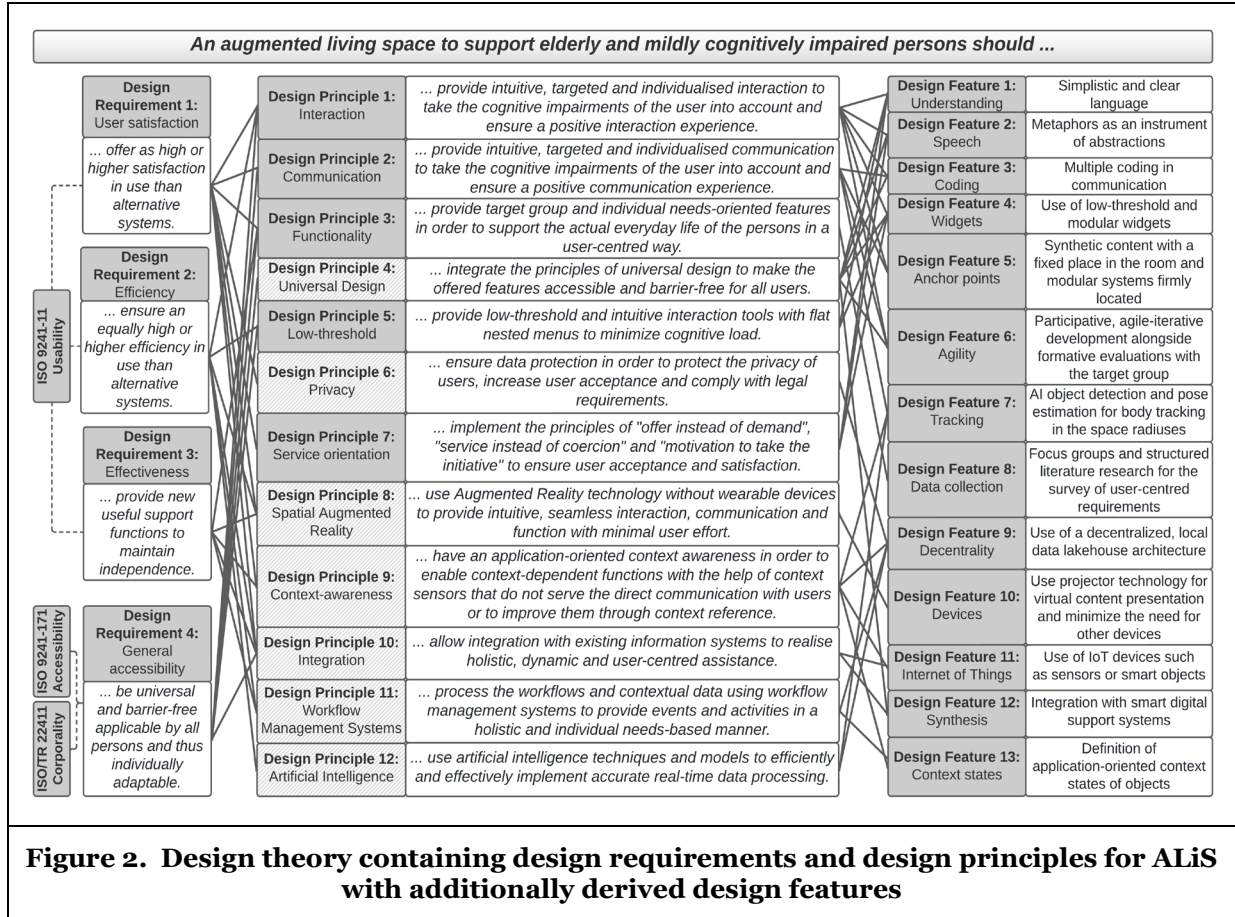 An augmented living space to support elderly and mildly cognitively impaired persons should ...
ISO 9241-11
Usability
ISO 9241-171
Accessibility
ISO/TR 22411
Corporality
Design
Requirement 1:
User satisfaction
... offer as high or
higher satisfaction
in use than
alternative
systems.
Design
Requirement 2:
Efficiency
... ensure an
equally high or
higher efficiency in
use than
alternative
systems.
Design
Requirement 3:
Effectiveness
... provide new
useful support
functions to
maintain
independence.
Design
Requirement 4:
General
accessibility
... be universal
and barrier-free
applicable by all
persons and thus
individually
adaptable.
Design Principle 1:
Interaction
... provide intuitive, targeted and individualised interaction to
take the cognitive impairments of the user into account and
ensure a positive interaction experience.
Design Principle 2:
Communication
... provide intuitive, targeted and individualised communication
to take the cognitive impairments of the user into account and
ensure a positive communication experience.
Design Principle 3:
Functionality
... provide target group and individual needs-oriented features
in order to support the actual everyday life of the persons in a
user-centred way.
Design Principle 4:
Universal Design
... integrate the principles of universal design to make the
offered features accessible and barrier-free for all users.
Design Principle 5:
Low-threshold
... provide low-threshold and intuitive interaction tools with flat
nested menus to minimize cognitive load.
Design Principle 6:
Privacy
... ensure data protection in order to protect the privacy of
users, increase user acceptance and comply with legal
requirements.
Design Principle 7:
Service orientation
... implement the principles of "offer instead of demand",
"service instead of coercion" and "motivation to take the
initiative" to ensure user acceptance and satisfaction.
Design Principle 8:
Spatial Augmented
Reality
... use Augmented Reality technology without wearable devices
to provide intuitive, seamless interaction, communication and
function with minimal user effort.
Design Principle 9:
Context-awareness
... have an application-oriented context awareness in order to
enable context-dependent functions with the help of context
sensors that do not serve the direct communication with users
or to improve them through context reference.
Design Principle 10:
Integration
... allow integration with existing information systems to realise
holistic, dynamic and user-centred assistance.
Design Principle 11:
Workflow
Management Systems
... process the workflows and contextual data using workflow
management systems to provide events and activities in a
holistic and individual needs-based manner.
Design Principle 12:
Artificial Intelligence
... use artificial intelligence techniques and models to efficiently
and effectively implement accurate real-time data processing.
Design Feature 1:
Understanding
Simplistic and clear
language
Design Feature 2:
Speech
Metaphors as an instrument
of abstractions
Design Feature 3:
Coding
Multiple coding in
communication
Design Feature 4:
Widgets
Use of low-threshold and
modular widgets
Design Feature 5:
Anchor points
Synthetic content with a
fixed place in the room and
modular systems firmly
located
Design Feature 6:
Agility
Participative, agile-iterative
development alongside
formative evaluations with
the target group
Design Feature 7:
Tracking
AI object detection and pose
estimation for body tracking
in the space radiuses
Design Feature 8:
Data collection
Focus groups and structured
literature research for the
survey of user-centred
requirements
Design Feature 9:
Decentrality
Use of a decentralized, local
data lakehouse architecture
Design Feature 10:
Devices
Use projector technology for
virtual content presentation
and minimize the need for
other devices
Design Feature 11:
Internet of Things
Use of IoT devices such
as sensors or smart objects
Design Feature 12:
Synthesis
Integration with smart digital
support systems
Design Feature 13:
Context states
Definition of
application-oriented context
states of objects
Figure 2. Design theory containing design requirements and design principles for ALiS
with additionally derived design features